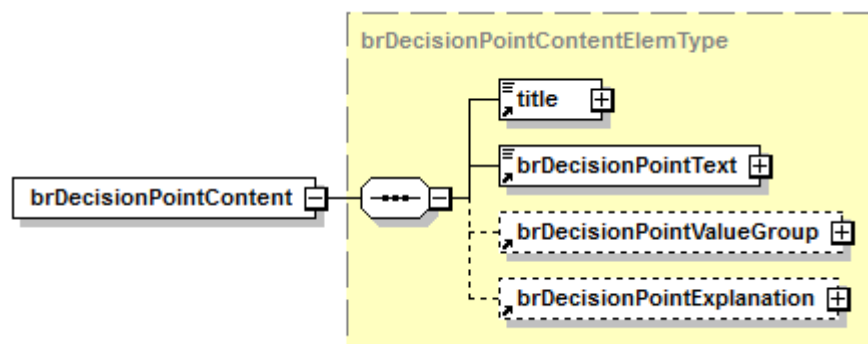 brDecisionPointContentElemType
title
brDecisionPointContent
brDecisionPointText
brDecisionPointValueGroup
brDecisionPointExplanation